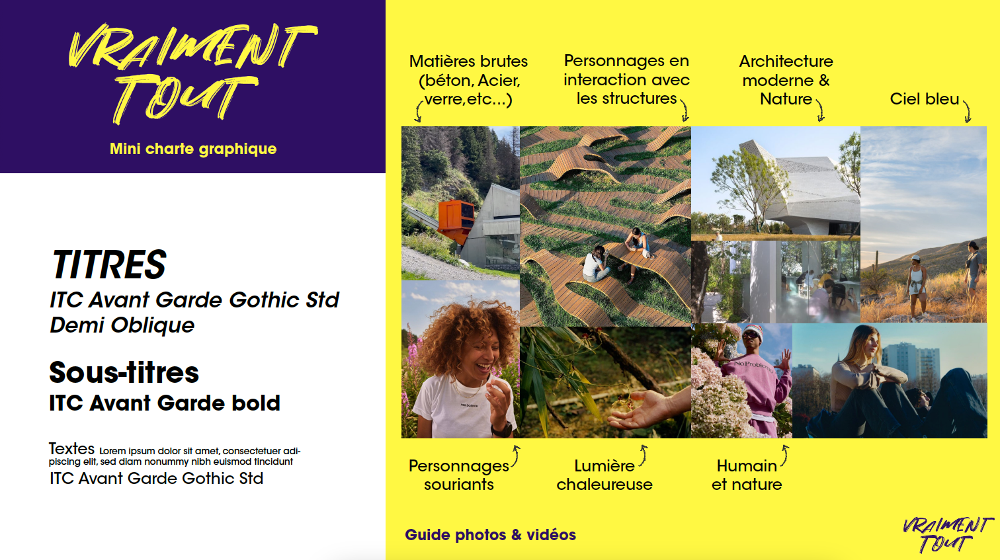 VRAIMENT
TOUT
Mini charte graphique
TITRES
ITC Avant Garde Gothic Std
Demi Oblique
Sous-titres
ITC Avant Garde bold
Textes Lorem ipsum dolor sit amet, consectetuer adi-
piscing elit, sed diam nonummy nibh euismod tincidunt
ITC Avant Garde Gothic Std
Matières brutes
(béton, Acier,
verre,etc...)
Personnages en
interaction avec
les structures
Architecture
moderne &
Nature
Ciel bleu
new balance
No Problemo
Personnages
souriants
Lumière
chaleureuse
Humain
et nature
Guide photos & vidéos
VRAIMENT
TOUT